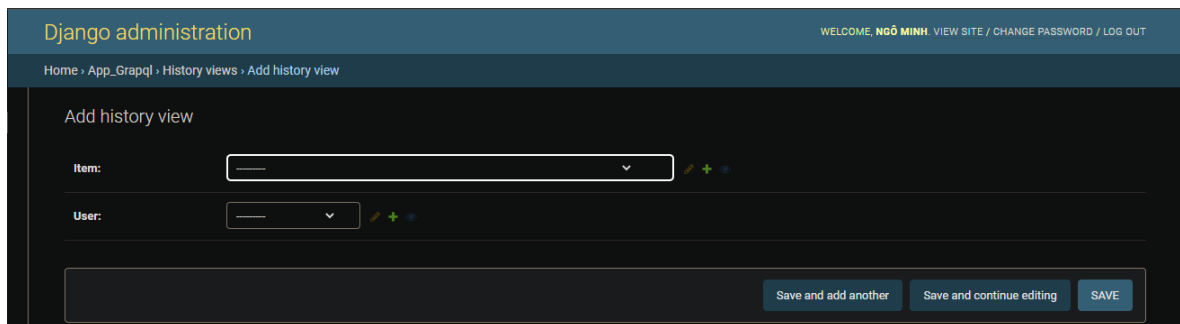 Django administration
WELCOME, NGÔ MINH. VIEW SITE / CHANGE PASSWORD / LOG OUT
Home › App_Grapql › History views › Add history view
Add history view
Item:
---------
User:
---------
Save and add another
Save and continue editing
SAVE